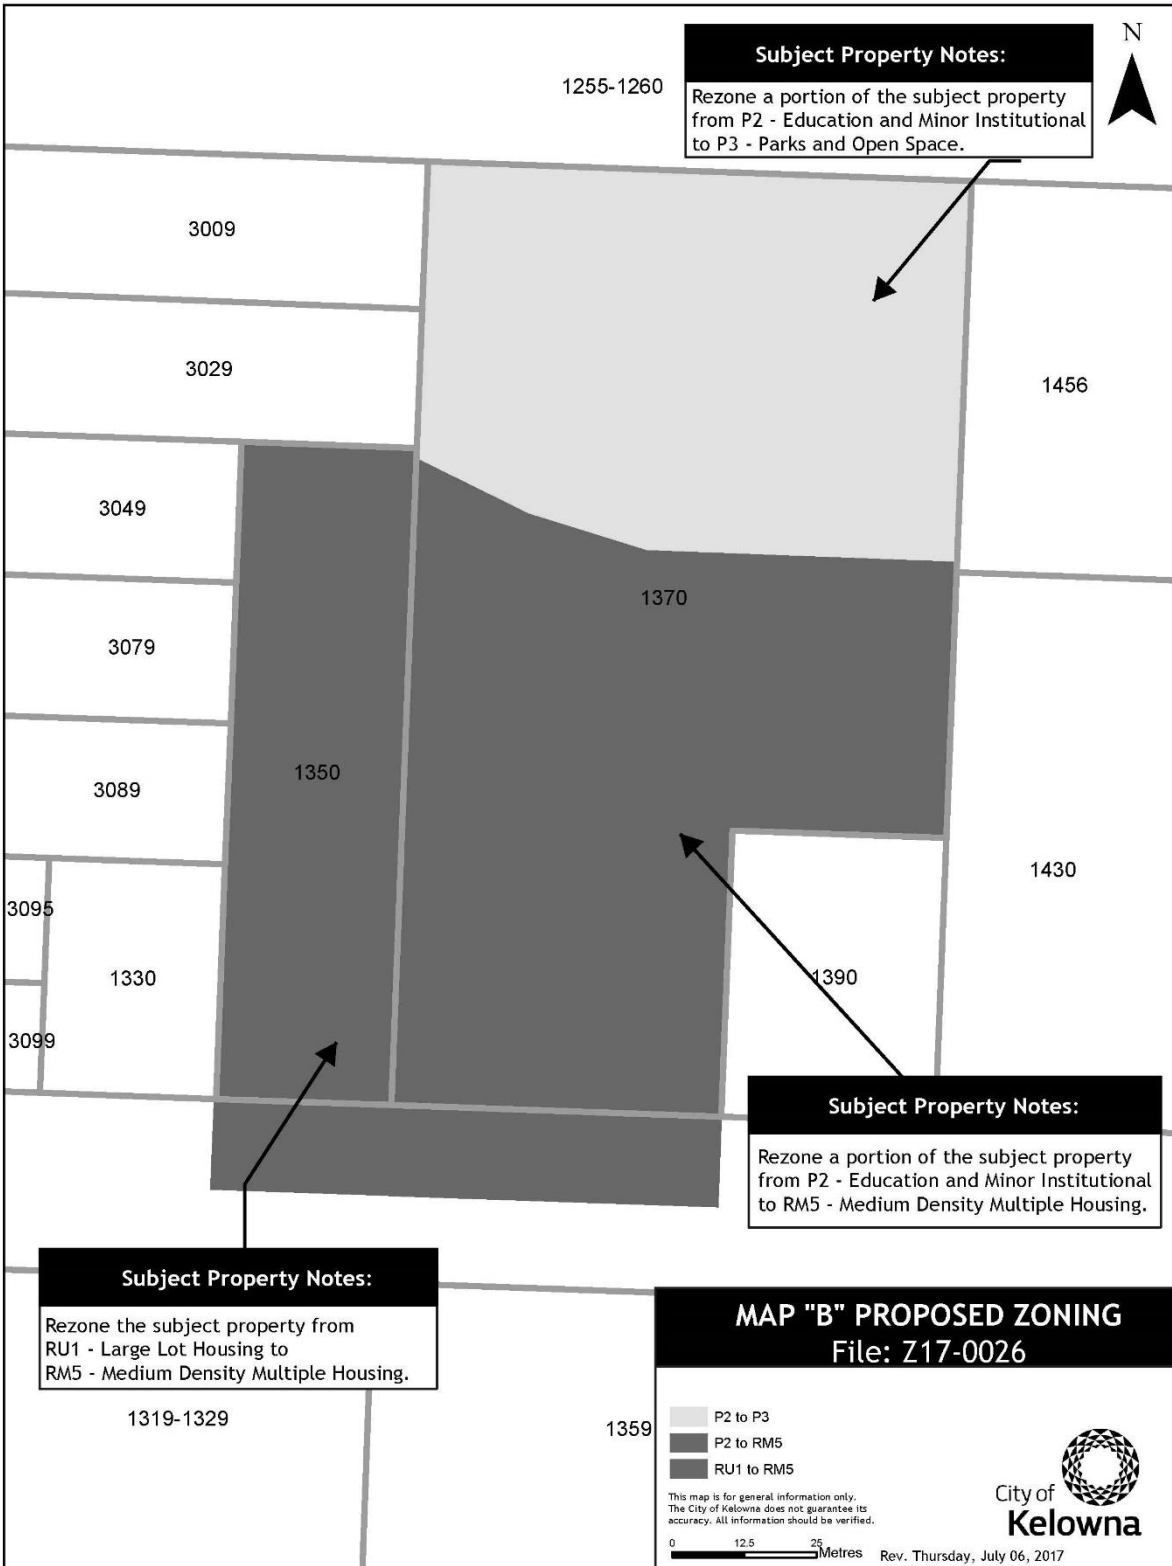 N
Subject Property Notes:
Rezone a portion of the subject property
from P2 - Education and Minor Institutional
to P3 - Parks and Open Space.
1255-1260
3009
3029
1456
3049
1370
3079
1350
3089
1430
3095
1330
1390
3099
Subject Property Notes:
Rezone a portion of the subject property
from P2 - Education and Minor Institutional
to RM5 - Medium Density Multiple Housing.
Subject Property Notes:
Rezone the subject property from
RU1 - Large Lot Housing to
RM5 - Medium Density Multiple Housing.
1319-1329
1359
MAP "B" PROPOSED ZONING
File: Z17-0026
P2 to P3
P2 to RM5
RU1 to RM5
This map is for general information only.
The City of Kelowna does not guarantee its
accuracy. All information should be verified.
0 12.5 25
Metres
City of
Kelowna
Rev. Thursday, July 06, 2017